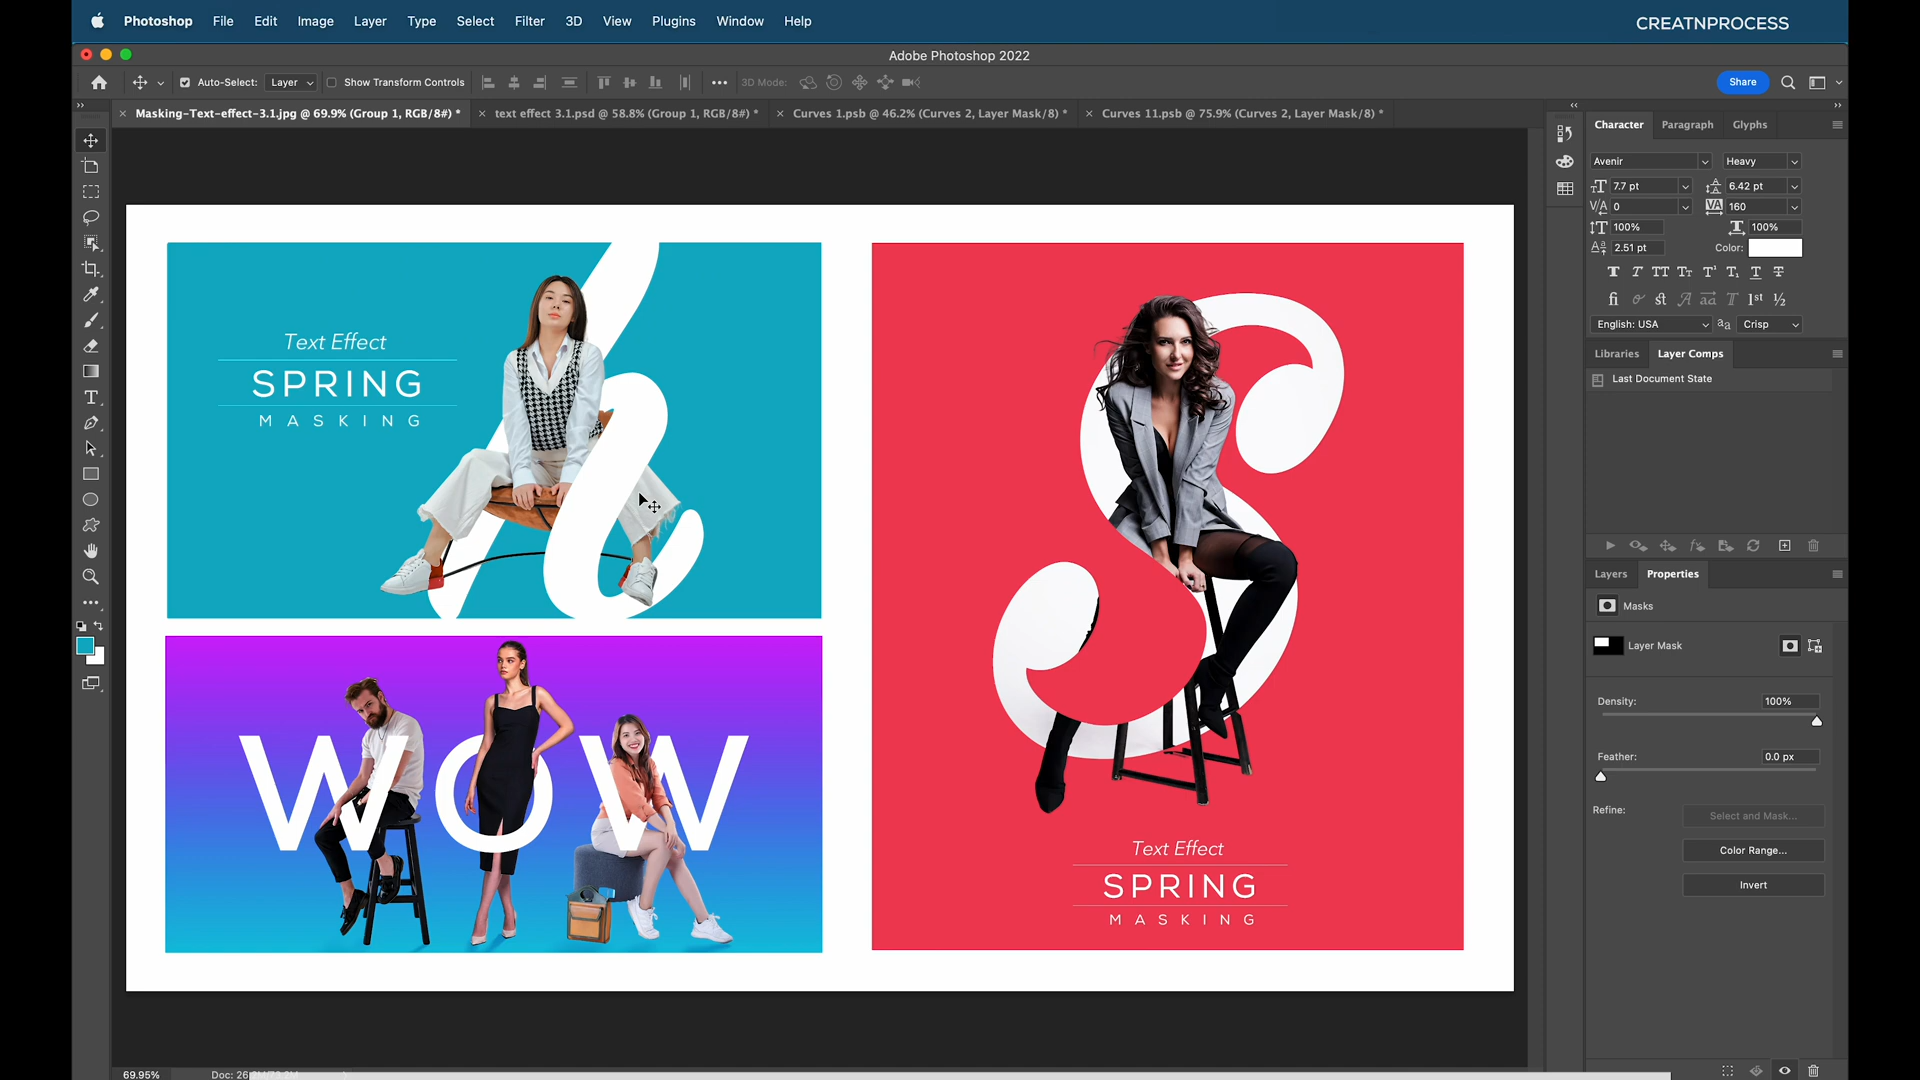 Photoshop File Edit Image Layer Type Select Filter 3D View Plugins Window Help
CREATNPROCESS
Adobe Photoshop 2022
Auto-Select: Layer Show Transform Controls 3D Mode: Share
Masking-Text-effect-3.1.jpg @ 69.9% (Group 1, RGB/8#) * text effect 3.1.psd @ 58.8% (Group 1, RGB/8#) * Curves 1.psb @ 46.2% (Curves 2, Layer Mask/8) * Curves 11.psb @ 75.9% (Curves 2, Layer Mask/8) *
Text Effect
SPRING
MASKING
WOW
S
Text Effect
SPRING
MASKING
Character Paragraph Glyphs
Avenir Heavy
7.7 pt 6.42 pt
0 160
100% 100%
2.51 pt Color:
English: USA Crisp
Libraries Layer Comps
Last Document State
Layers Properties
Masks
Layer Mask
Density: 100%
Feather: 0.0 px
Refine: Select and Mask...
Color Range...
Invert
69.95%